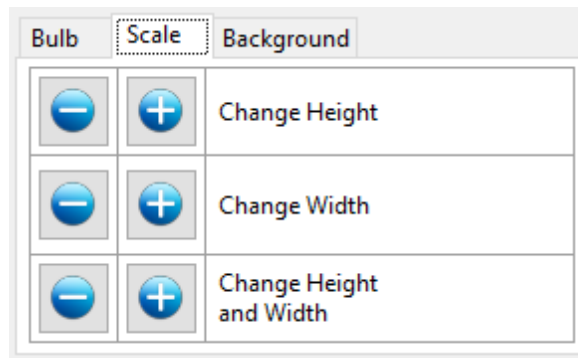 Bulb Scale Background
Change Height
Change Width
Change Height
and Width